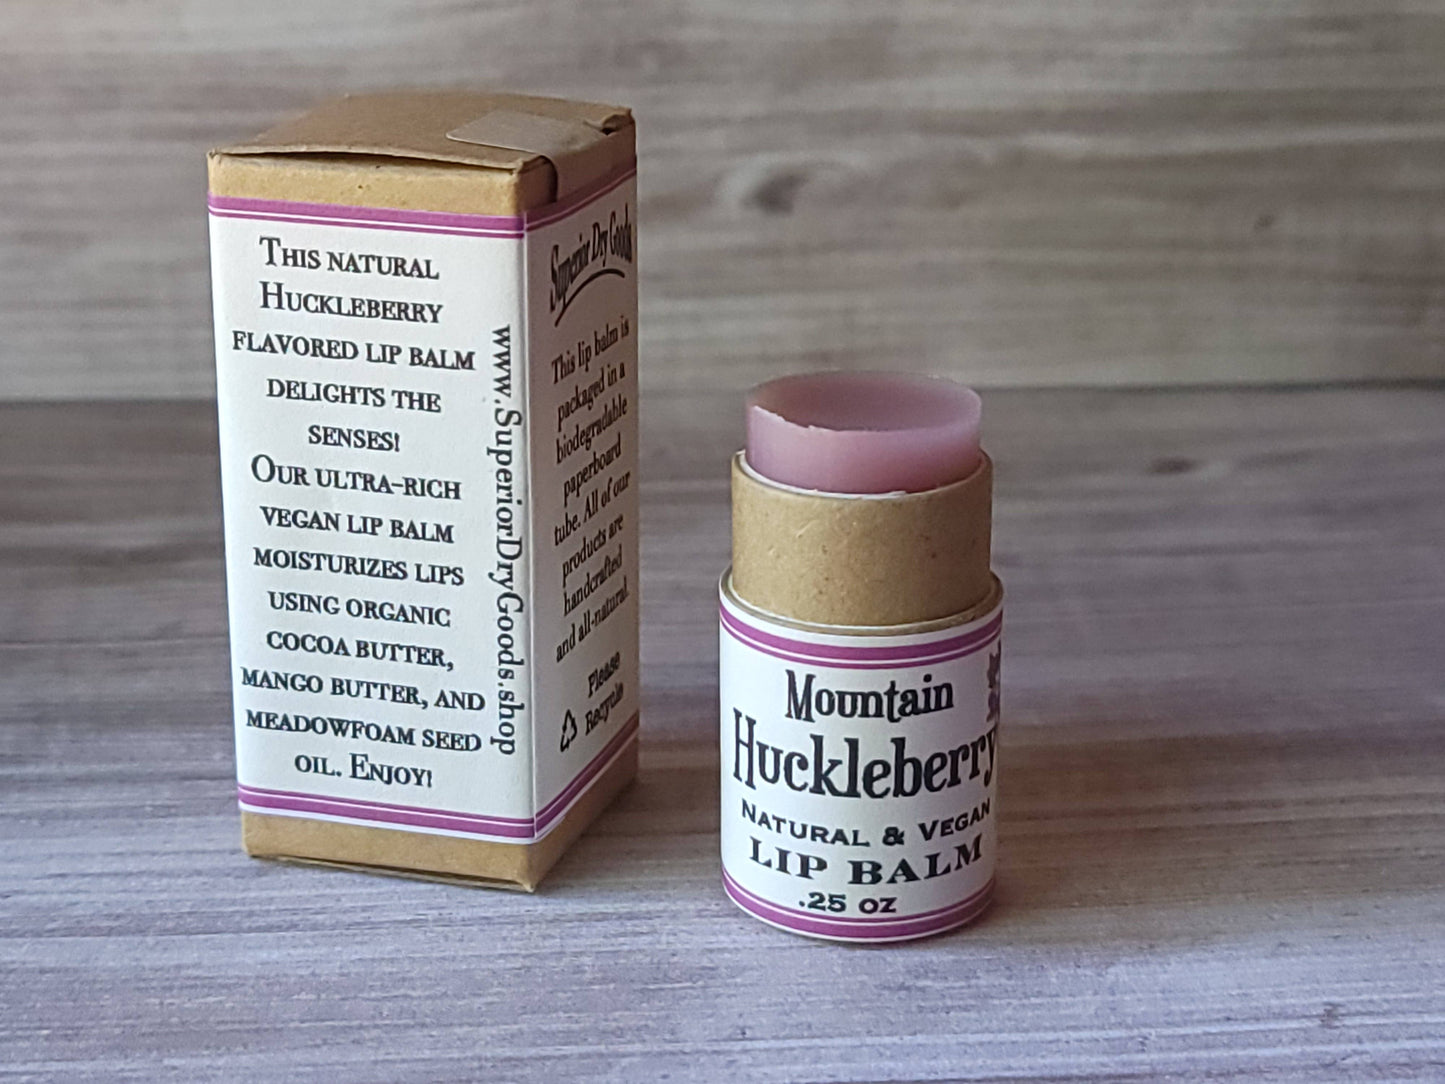 This natural
Huckleberry
flavored lip balm
delights the
senses!
Our ultra-rich
vegan lip balm
moisturizes lips
using organic
cocoa butter,
mango butter, and
meadowfoam seed
oil. Enjoy!
www.SuperiorDryGoods.shop
Superior Dry Goods
This lip balm is
packaged in a
biodegradable
paperboard
tube. All of our
products are
handcrafted
and all-natural.
Please
Recycle
Mountain
Huckleberry
Natural & Vegan
LIP BALM
.25 oz